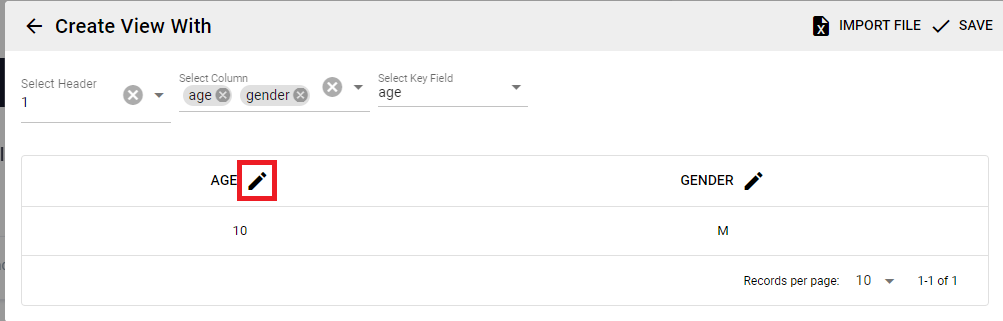 Create View With
IMPORT FILE
SAVE
Select Header
1
Select Column
age
gender
Select Key Field
age
AGE
GENDER
10
M
Records per page:
10
1-1 of 1